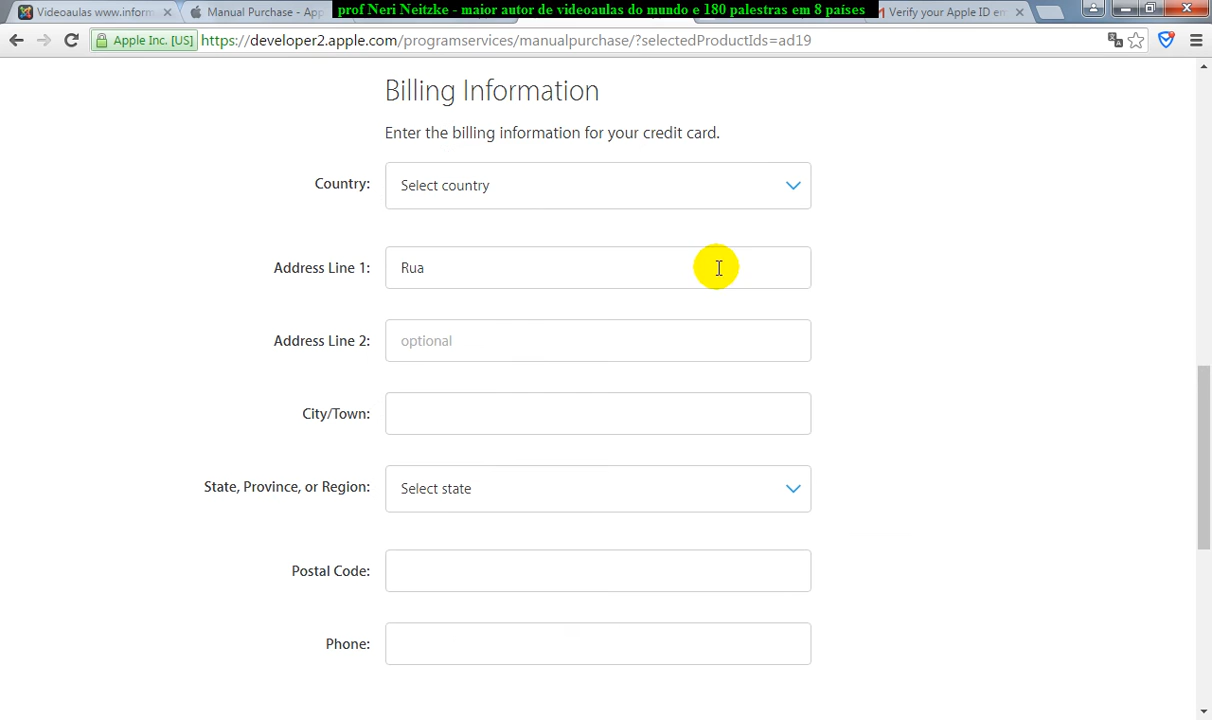 Videoaulas www.inform
Manual Purchase - App
prof Neri Neitzke - maior autor de videoaulas do mundo e 180 palestras em 8 países
Verify your Apple ID em
Apple Inc. [US]
https://developer2.apple.com/programservices/manualpurchase/?selectedProductIds=ad19
Billing Information
Enter the billing information for your credit card.
Country:
Select country
Address Line 1:
Rua
Address Line 2:
optional
City/Town:
State, Province, or Region:
Select state
Postal Code:
Phone: